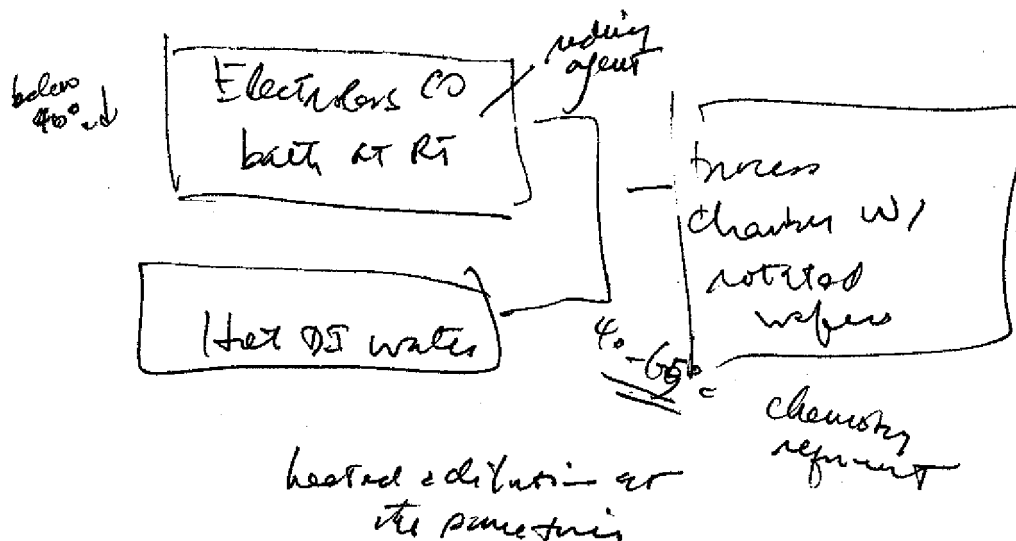 below
40°
Electroless Co
bath at RT
reducing
agent
Hot DI water
process
chamber w/
rotated
wafers
40-65°C
chemistry
heated & dilution at
the same time